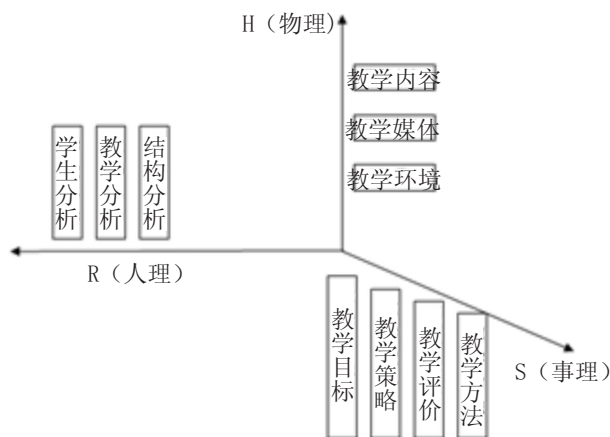 H（物理)
教学内容
教学媒体
教学环境
学生分析
教学分析
结构分析
R（人理）
教学目标
教学策略
教学评价
教学方法
S（事理）